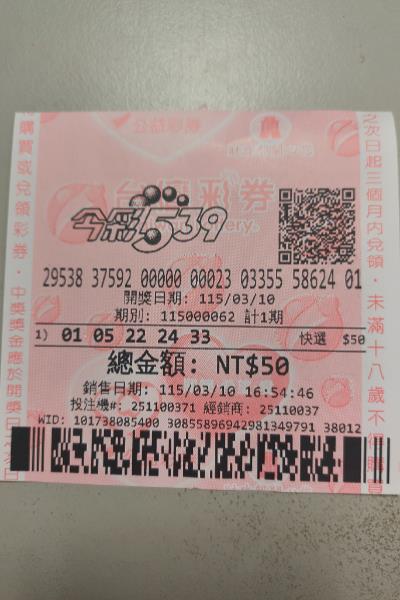 公益彩券
台灣彩券
今彩539
29538 37592 00000 00023 03355 58624 01
開獎日期: 115/03/10
期別: 115000062 計1期
1) 01 05 22 24 33 快選 $50
總金額: NT$50
銷售日期: 115/03/10 16:54:46
投注機#: 251100371 經銷商: 25110037
WID: 101738085400 30855896942981349791 38012
購買或兌領彩券・中獎獎金應於開獎日
之次日起三個月內兌領・未滿十八歲不得購買